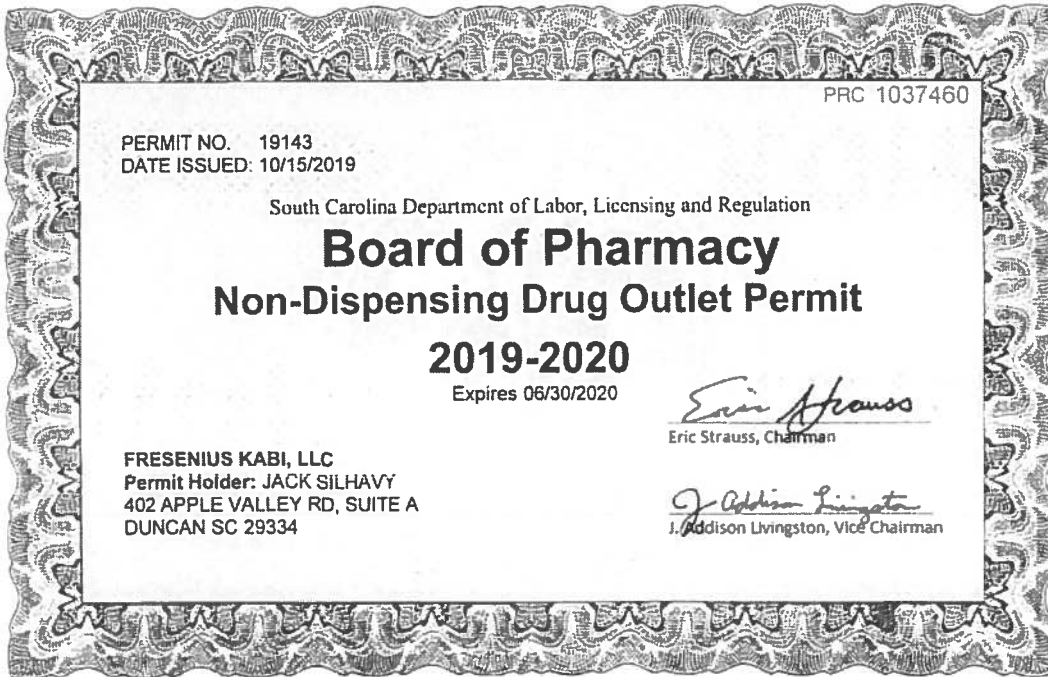 PRC 1037460
PERMIT NO. 19143
DATE ISSUED: 10/15/2019
South Carolina Department of Labor, Licensing and Regulation
Board of Pharmacy
Non-Dispensing Drug Outlet Permit
2019-2020
Expires 06/30/2020
Eric Strauss
Eric Strauss, Chairman
FRESENIUS KABI, LLC
Permit Holder: JACK SILHAVY
402 APPLE VALLEY RD, SUITE A
DUNCAN SC 29334
J Addison Livingston
J. Addison Livingston, Vice Chairman